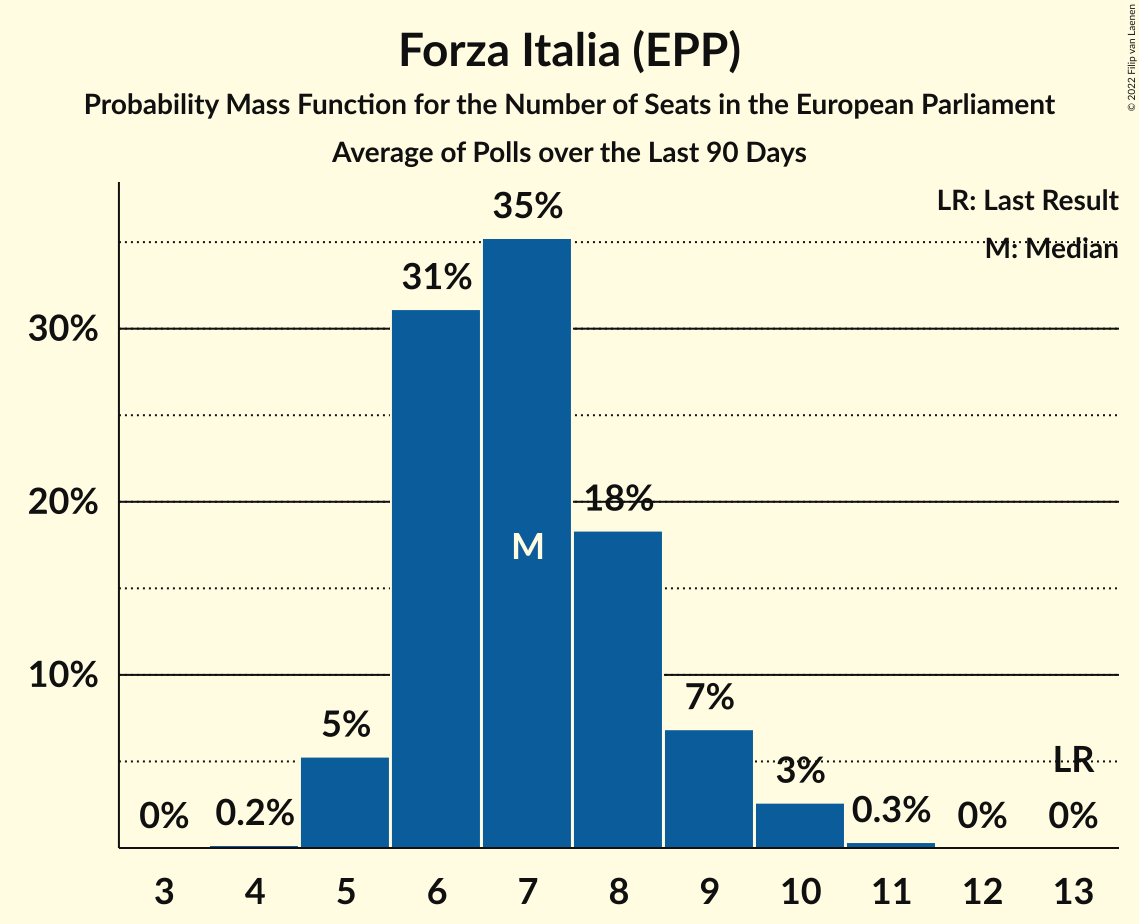 Forza Italia (EPP)
Probability Mass Function for the Number of Seats in the European Parliament
Average of Polls over the Last 90 Days
© 2022 Filip van Laenen
LR: Last Result
M: Median
35%
31%
30%
20%
18%
M
10%
7%
5%
3%
LR
0%
0.2%
0.3%
0%
0%
3 4 5 6 7 8 9 10 11 12 13